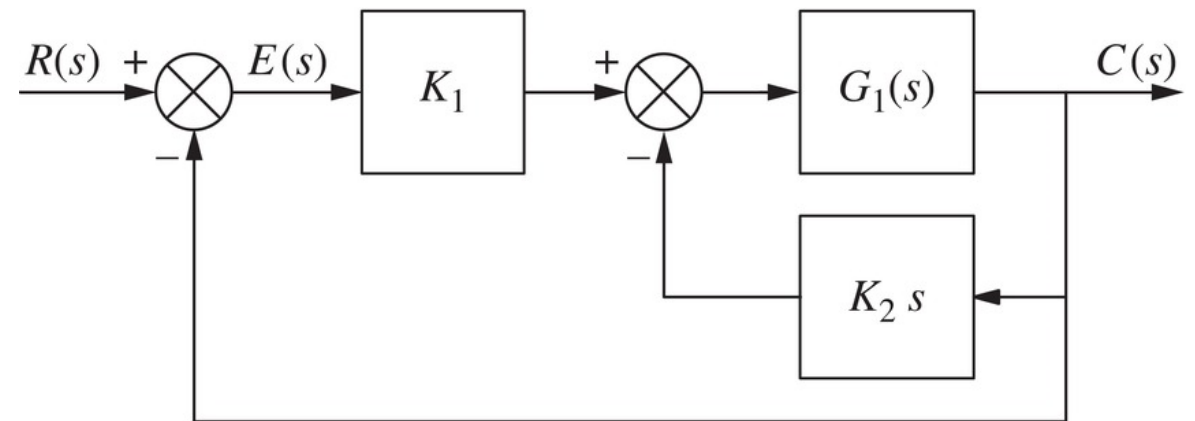 R(s) + E(s) K₁ + G₁(s) C(s)
− −
K₂ s